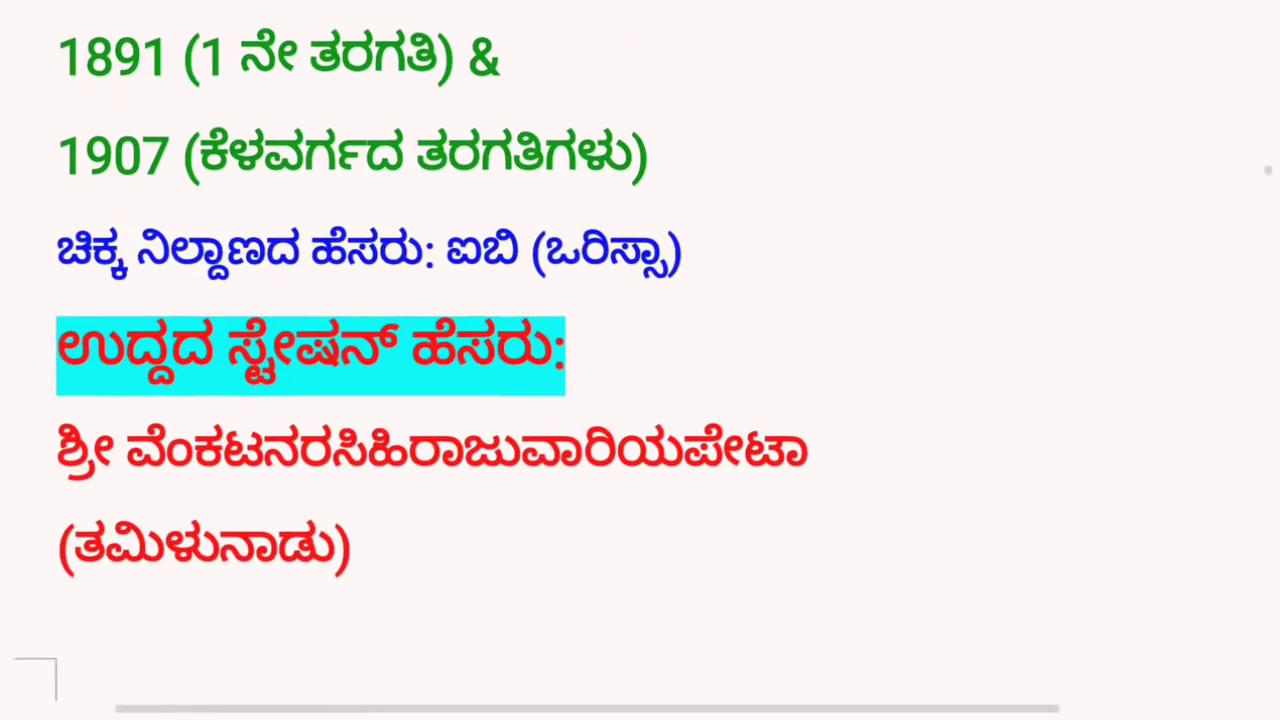 1891 (1 ನೇ ತರಗತಿ) &
1907 (ಕೆಳವರ್ಗದ ತರಗತಿಗಳು)
ಚಿಕ್ಕ ನಿಲ್ದಾಣದ ಹೆಸರು: ಐಬಿ (ಒರಿಸ್ಸಾ)
ಉದ್ದದ ಸ್ಟೇಷನ್ ಹೆಸರು:
ಶ್ರೀ ವೆಂಕಟನರಸಿಹಿರಾಜುವಾರಿಯಪೇಟಾ
(ತಮಿಳುನಾಡು)